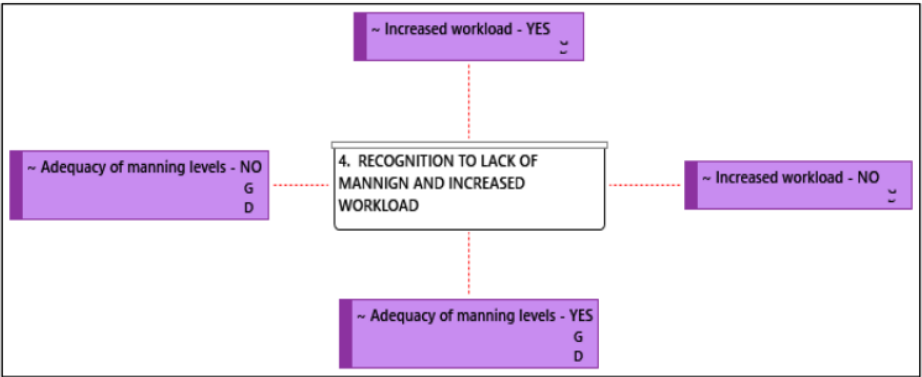 ~ Increased workload - YES
~ Adequacy of manning levels - NO
G
D
4. RECOGNITION TO LACK OF
MANNIGN AND INCREASED
WORKLOAD
~ Increased workload - NO
~ Adequacy of manning levels - YES
G
D